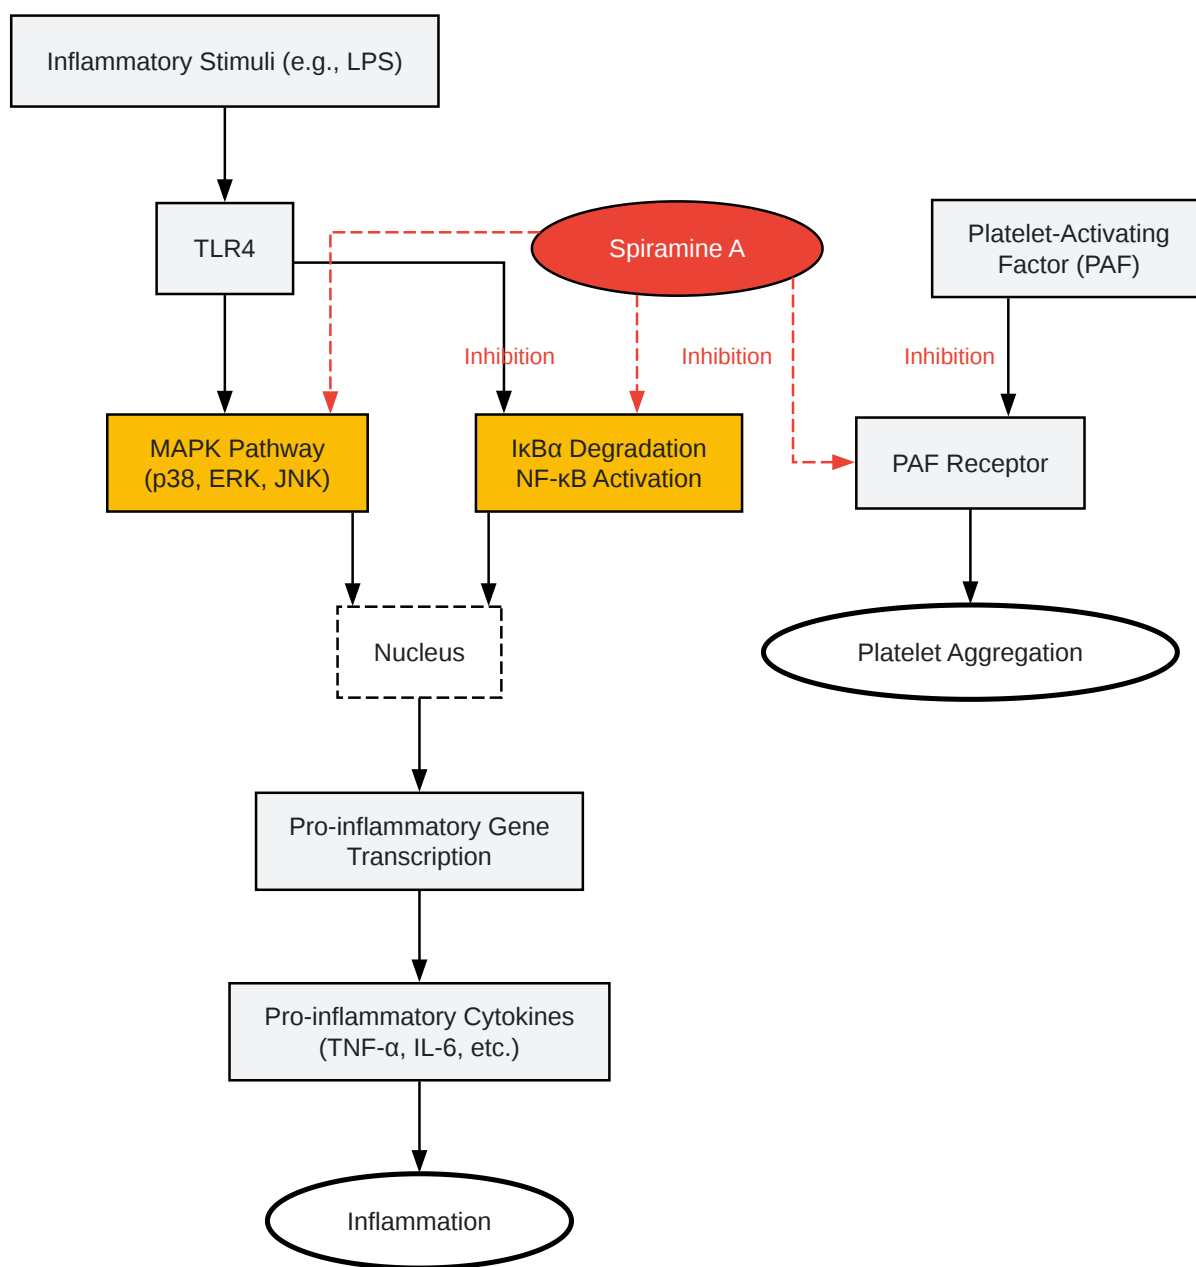 Inflammatory Stimuli (e.g., LPS)
TLR4
Spiramine A
Platelet-Activating
Factor (PAF)
Inhibition
Inhibition
Inhibition
MAPK Pathway
(p38, ERK, JNK)
IκBα Degradation
NF-κB Activation
PAF Receptor
Nucleus
Platelet Aggregation
Pro-inflammatory Gene
Transcription
Pro-inflammatory Cytokines
(TNF-α, IL-6, etc.)
Inflammation